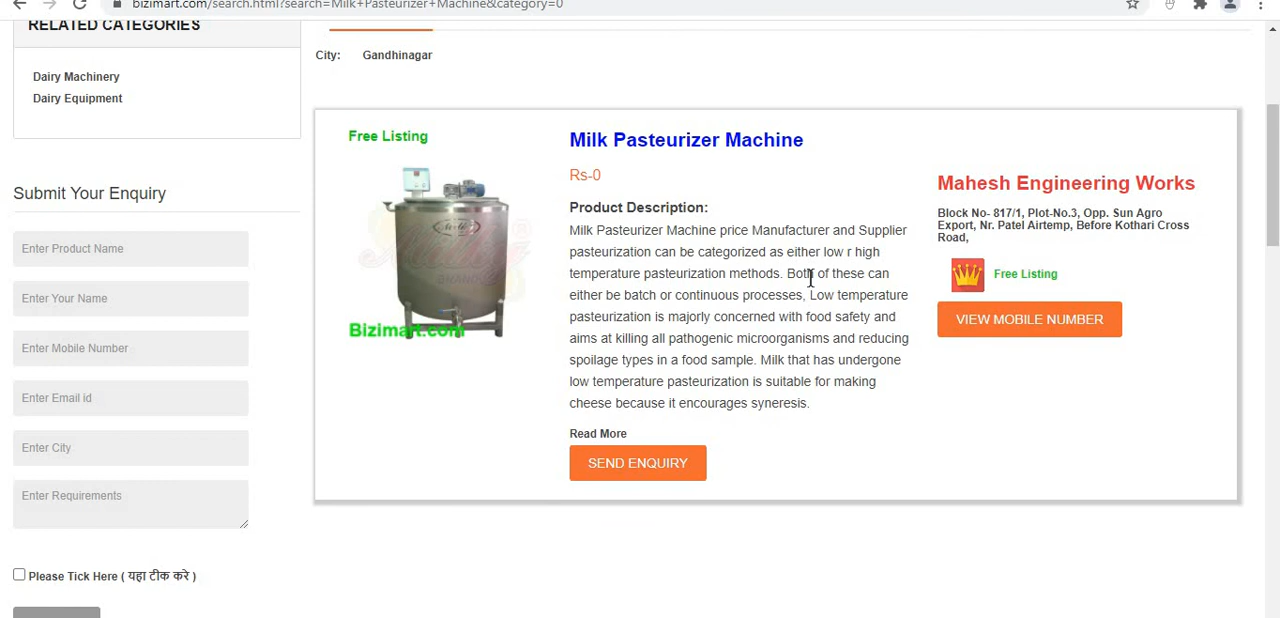 bizimart.com/search.html?search=Milk+Pasteurizer+Machine&category=0
RELATED CATEGORIES
Dairy Machinery
Dairy Equipment
Submit Your Enquiry
Enter Product Name
Enter Your Name
Enter Mobile Number
Enter Email id
Enter City
Enter Requirements
Please Tick Here ( यहा टीक करे )
City: Gandhinagar
Free Listing
Bizimart.com
Milk Pasteurizer Machine
Rs-0
Product Description:
Milk Pasteurizer Machine price Manufacturer and Supplier
pasteurization can be categorized as either low r high
temperature pasteurization methods. Both of these can
either be batch or continuous processes, Low temperature
pasteurization is majorly concerned with food safety and
aims at killing all pathogenic microorganisms and reducing
spoilage types in a food sample. Milk that has undergone
low temperature pasteurization is suitable for making
cheese because it encourages syneresis.
Read More
SEND ENQUIRY
Mahesh Engineering Works
Block No- 817/1, Plot-No.3, Opp. Sun Agro
Export, Nr. Patel Airtemp, Before Kothari Cross
Road,
Free Listing
VIEW MOBILE NUMBER